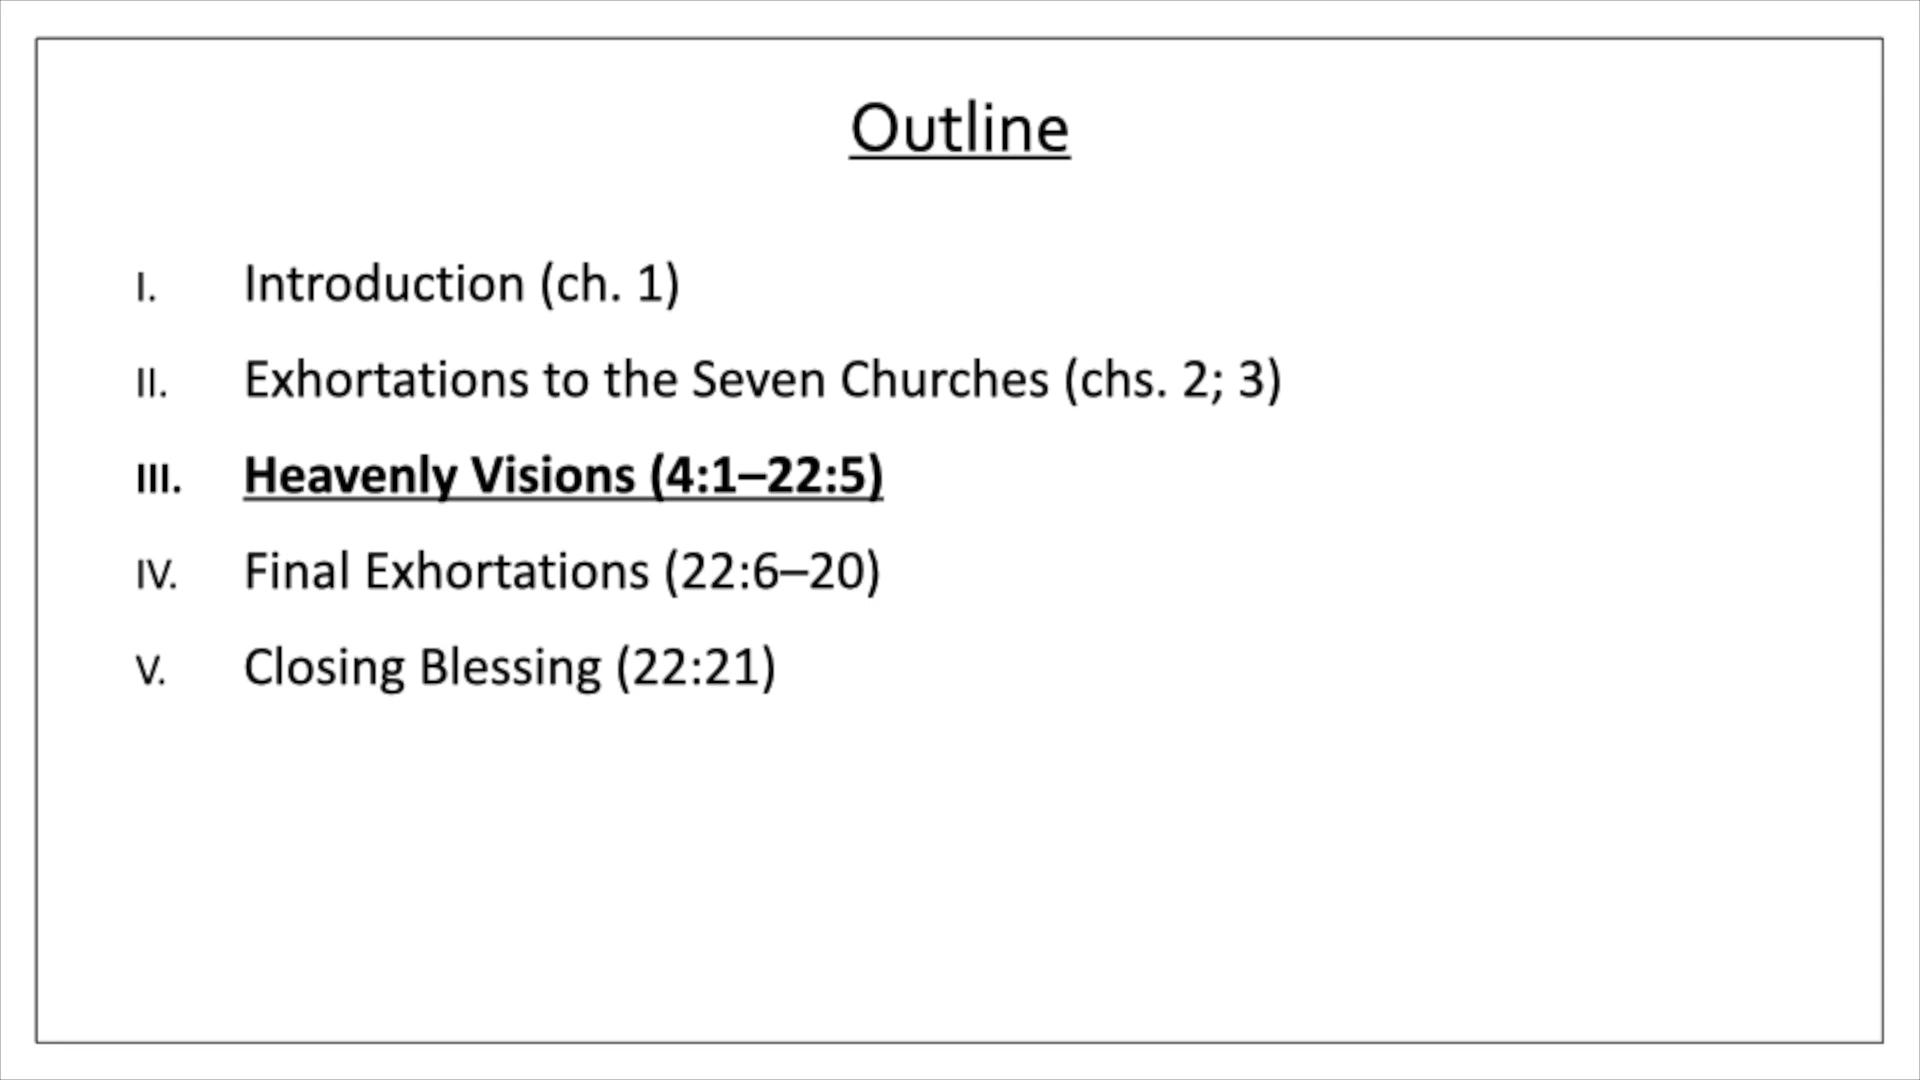 Outline
I. Introduction (ch. 1)
II. Exhortations to the Seven Churches (chs. 2; 3)
III. Heavenly Visions (4:1–22:5)
IV. Final Exhortations (22:6–20)
V. Closing Blessing (22:21)